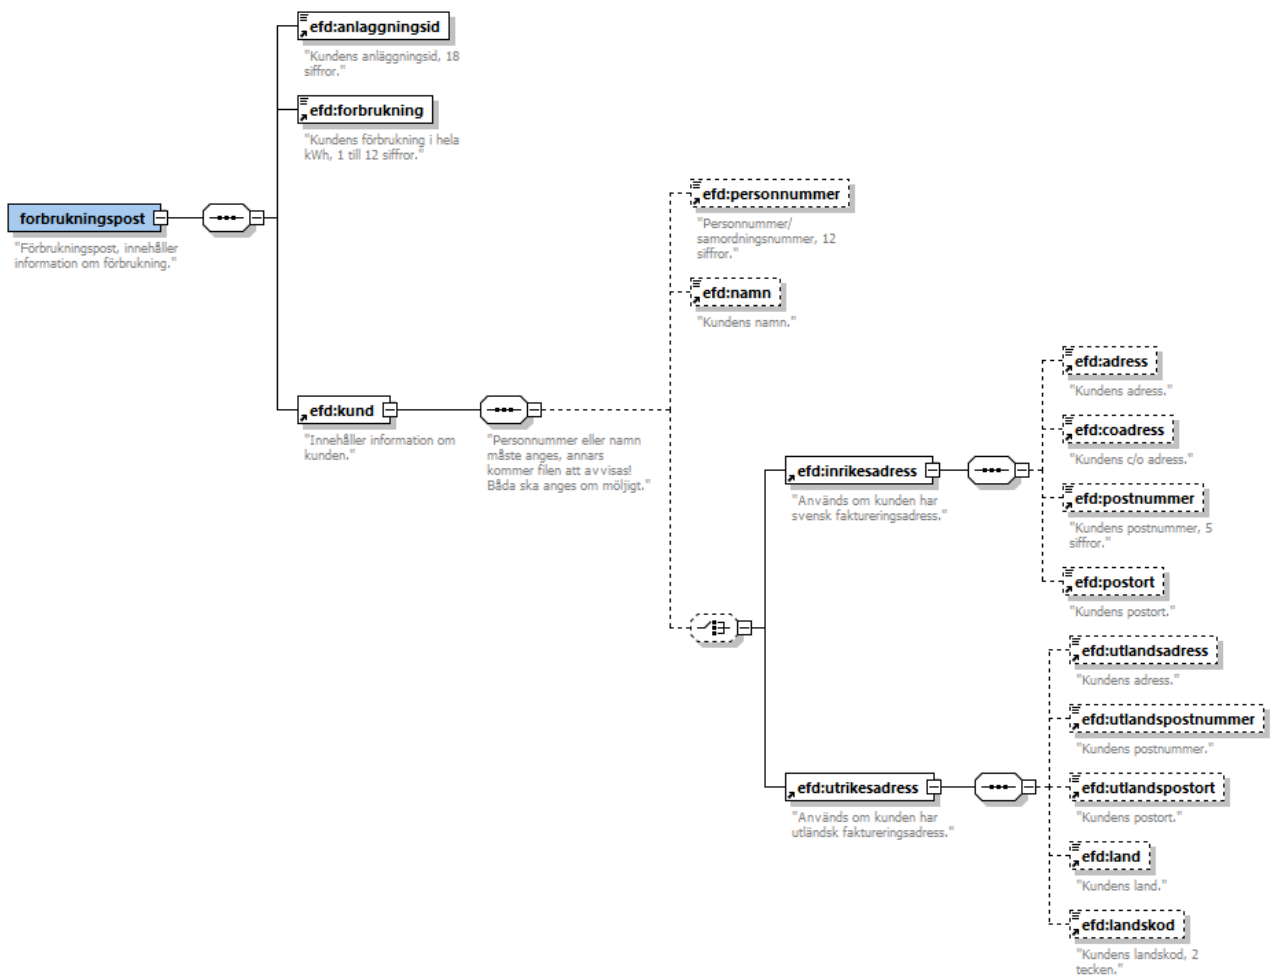 efd:anlaggningsid
"Kundens anläggningsid, 18
siffror."
efd:forbrukning
"Kundens förbrukning i hela
kWh, 1 till 12 siffror."
forbrukningspost
"Förbrukningspost, innehåller
information om förbrukning."
efd:kund
"Innehåller information om
kunden."
"Personnummer eller namn
måste anges, annars
kommer filen att avvisas!
Båda ska anges om möljigt."
efd:personnummer
"Personnummer/
samordningsnummer, 12
siffror."
efd:namn
"Kundens namn."
efd:inrikesadress
"Används om kunden har
svensk faktureringsadress."
efd:adress
"Kundens adress."
efd:coadress
"Kundens c/o adress."
efd:postnummer
"Kundens postnummer, 5
siffror."
efd:postort
"Kundens postort."
efd:utrikesadress
"Används om kunden har
utländsk faktureringsadress."
efd:utlandsadress
"Kundens adress."
efd:utlandspostnummer
"Kundens postnummer."
efd:utlandspostort
"Kundens postort."
efd:land
"Kundens land."
efd:landskod
"Kundens landskod, 2
tecken."